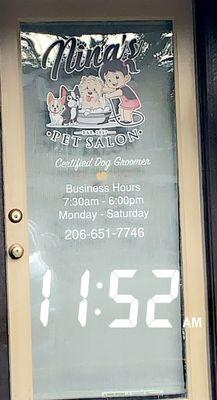 Nina's
EST. 2017
PET SALON
Certified Dog Groomer
Business Hours
7:30am - 6:00pm
Monday - Saturday
206-651-7746
11:52 AM